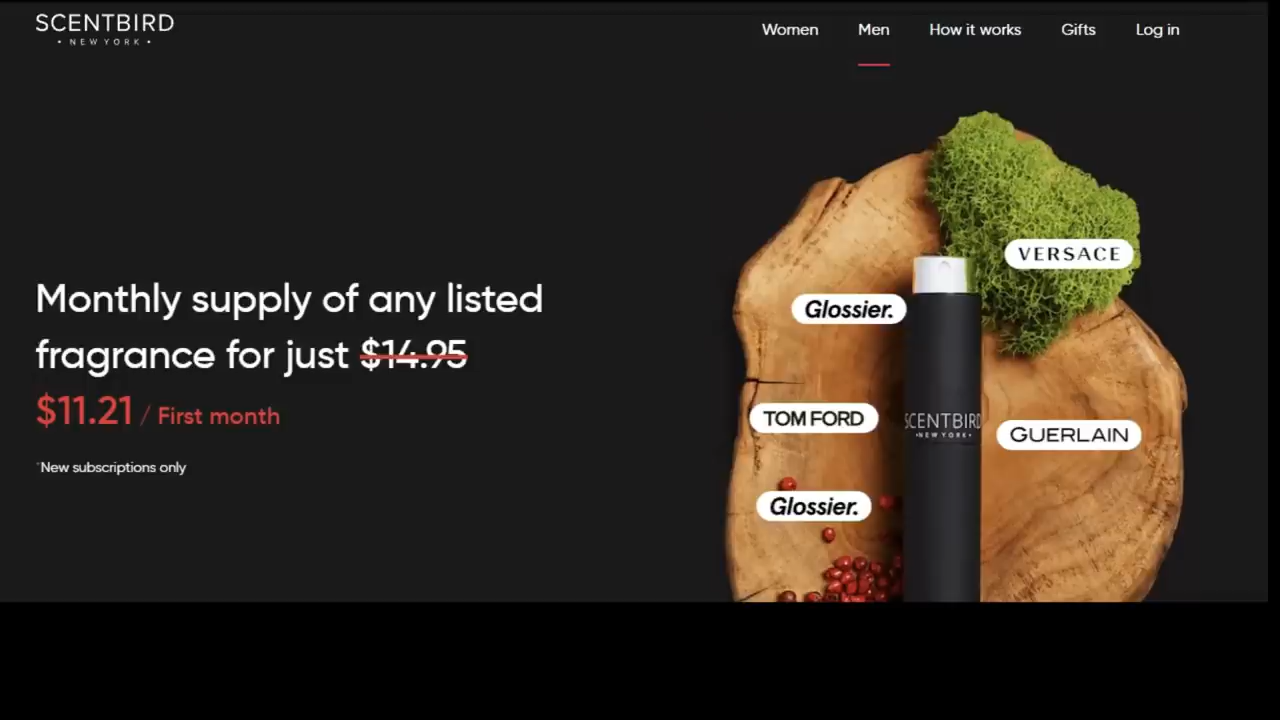 SCENTBIRD
• NEW YORK •
Women
Men
How it works
Gifts
Log in
Monthly supply of any listed
fragrance for just $14.95
$11.21 / First month
*New subscriptions only
VERSACE
Glossier.
TOM FORD
SCENTBIRD
•NEW YORK•
GUERLAIN
Glossier.